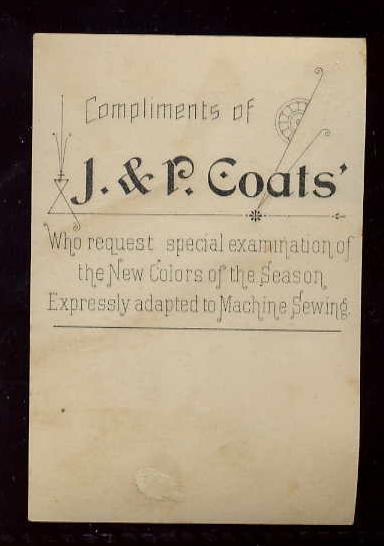 Compliments of
J. & P. Coats'
Who request special examination of
the New Colors of the Season
Expressly adapted to Machine Sewing.